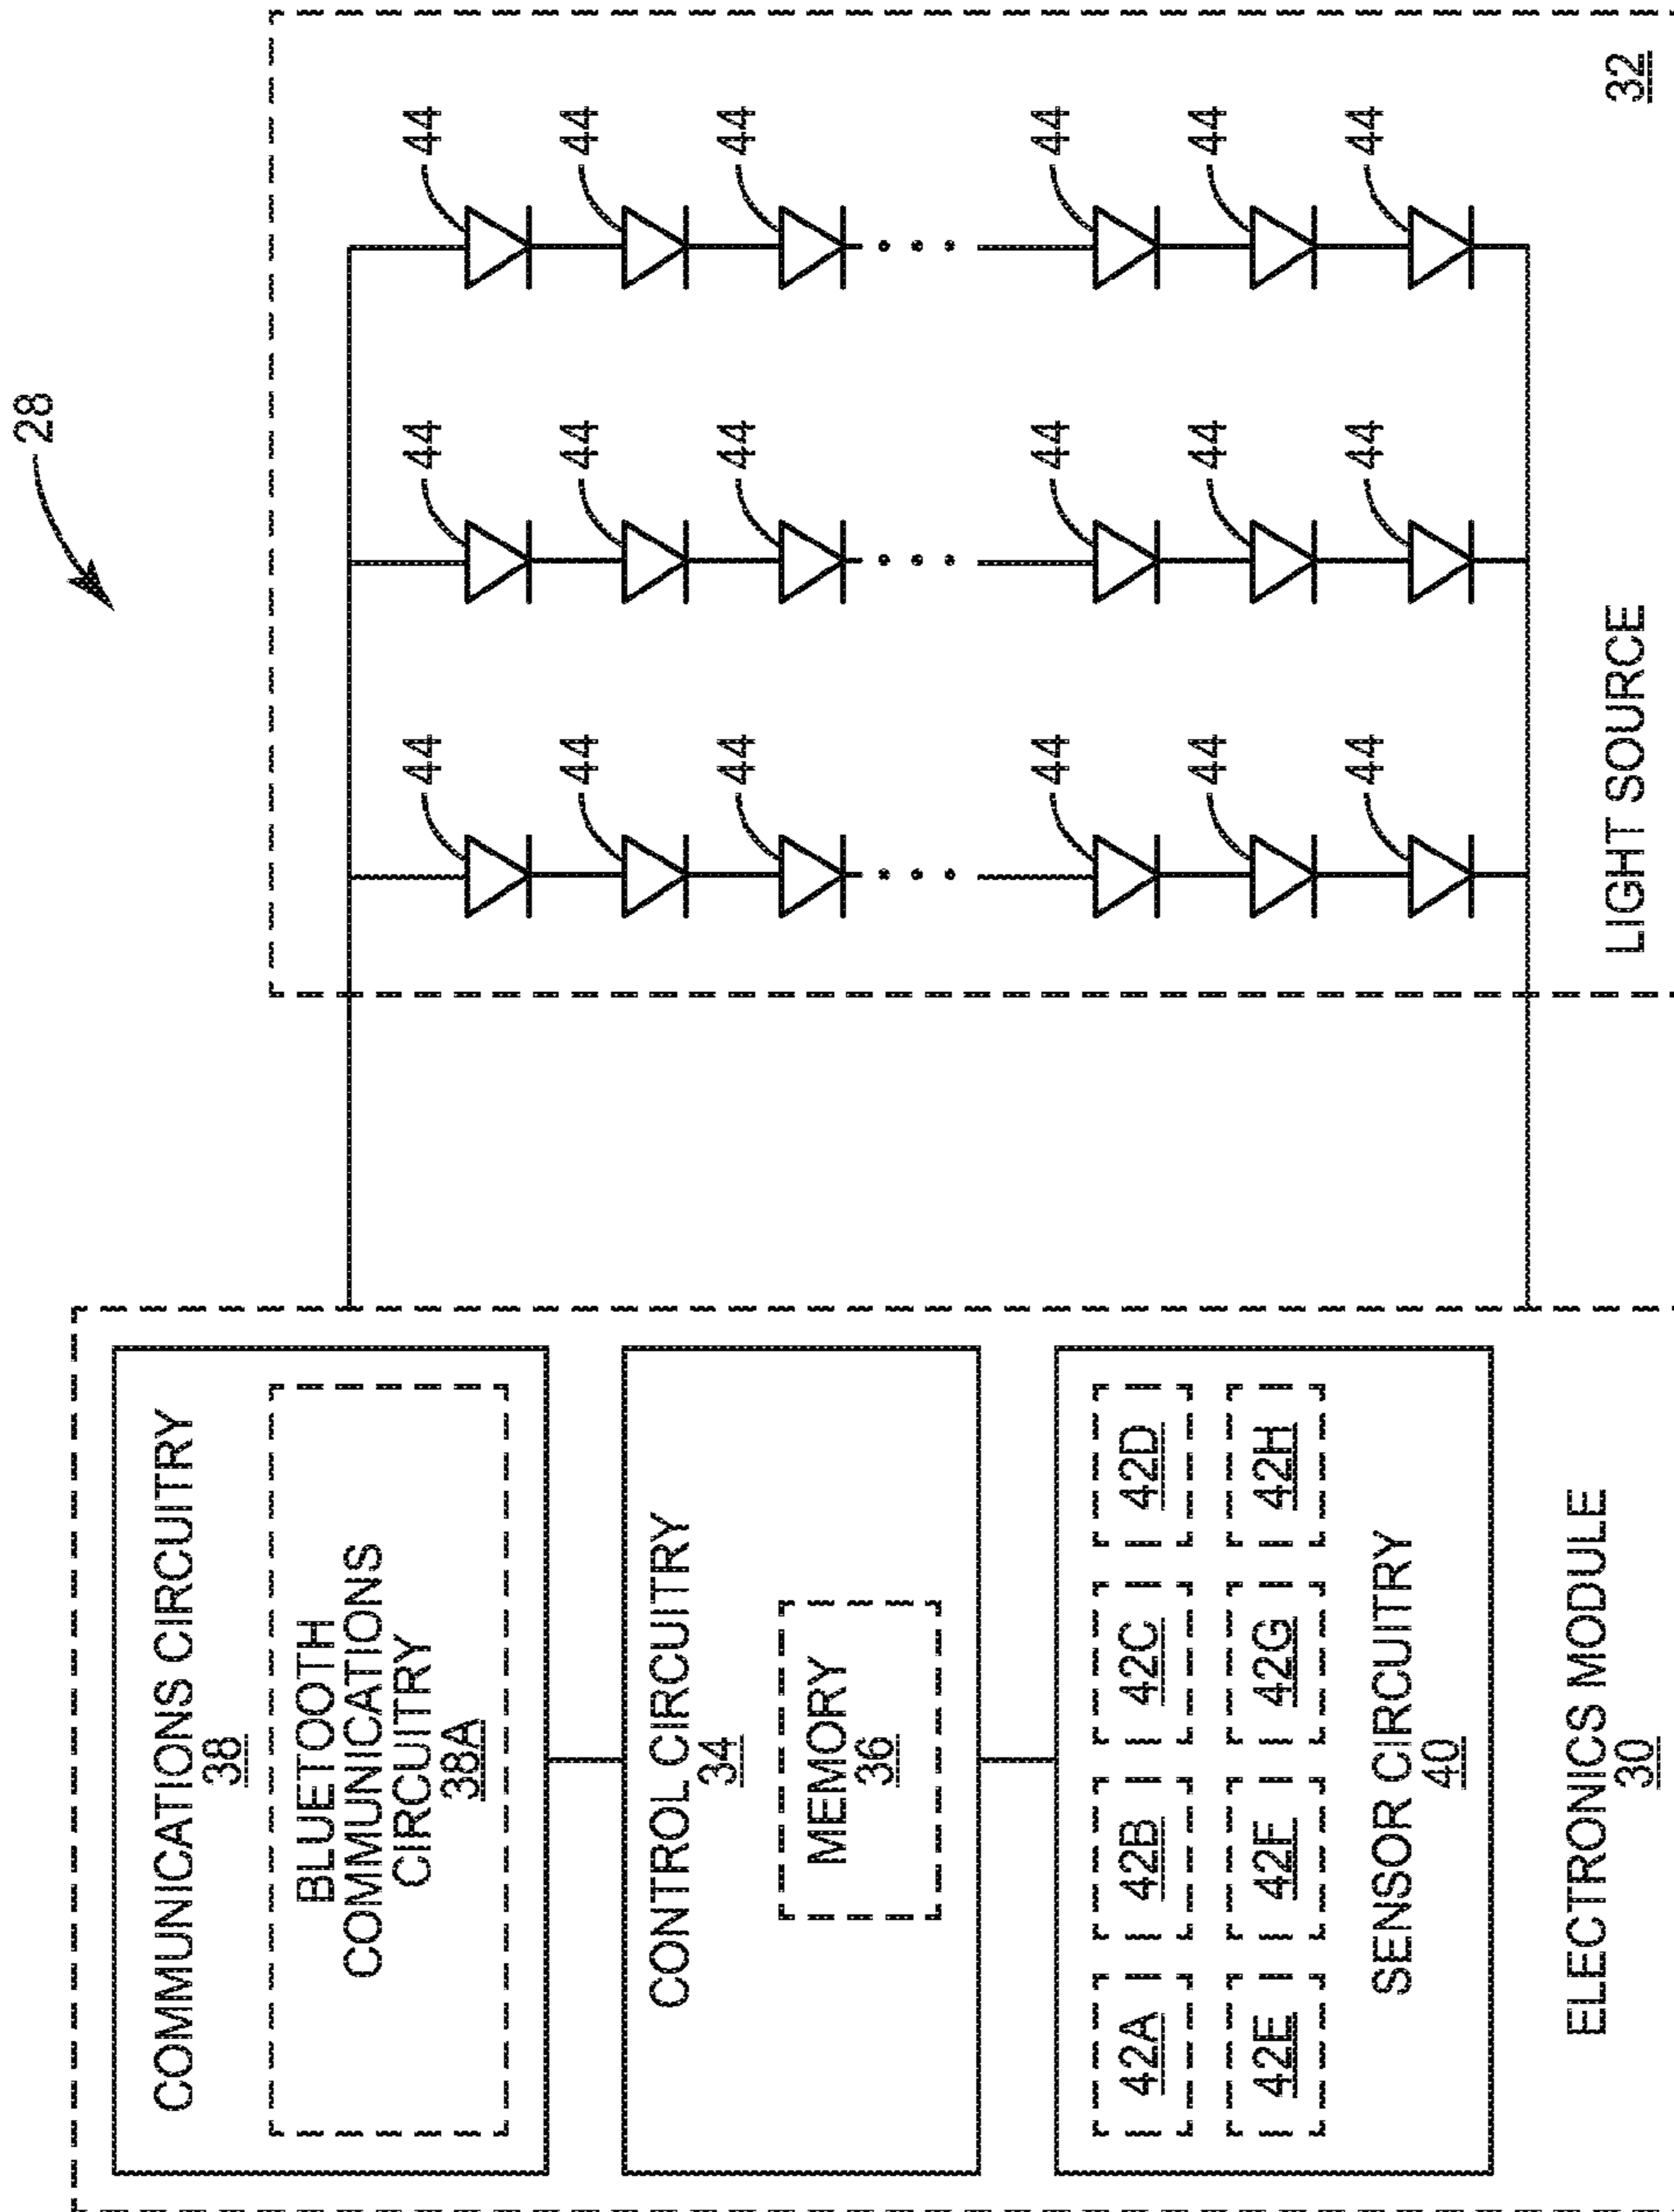 28
COMMUNICATIONS CIRCUITRY
38
BLUETOOTH
COMMUNICATIONS
CIRCUITRY
38A
CONTROL CIRCUITRY
34
MEMORY
36
42A 42B 42C 42D
42E 42F 42G 42H
SENSOR CIRCUITRY
40
ELECTRONICS MODULE
30
44 44 44
44 44 44
44 44 44
44 44 44
44 44 44
44 44 44
LIGHT SOURCE
32